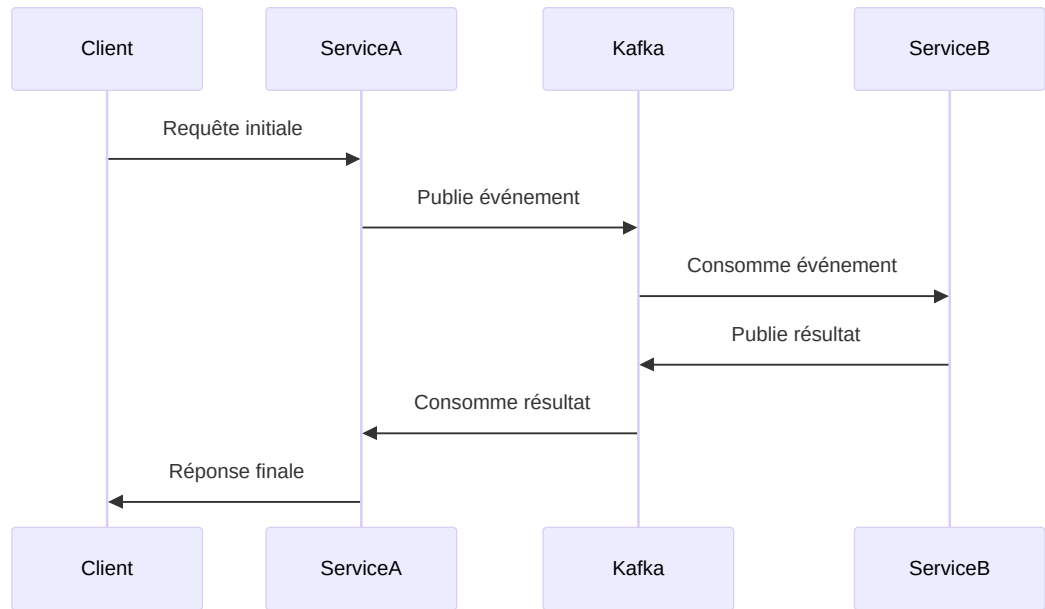 Client
ServiceA
Kafka
ServiceB
Requête initiale
Publie événement
Consomme événement
Publie résultat
Consomme résultat
Réponse finale
Client
ServiceA
Kafka
ServiceB